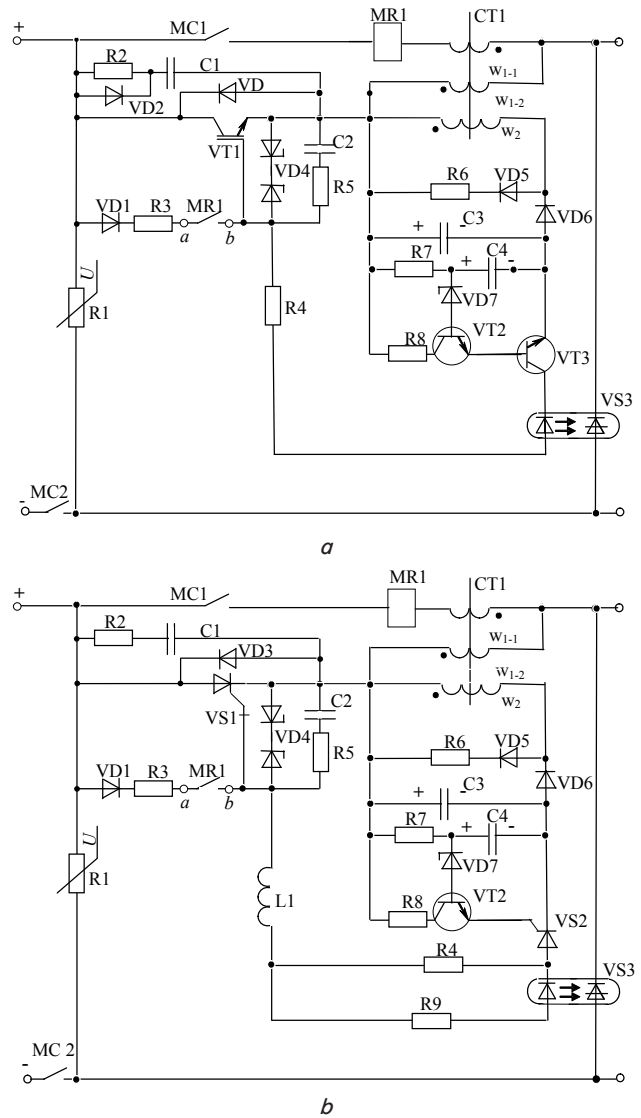 + MC1 MR1 CT1
R2 C1 w1-1
VD2 VD w1-2
VT1 C2 w2
VD4 R5 R6 VD5
VD1 R3 MR1 VD6
a b + - C3
U R7 + C4 -
R1 R4 VD7
R8 VT2 VT3
VS3
- MC2
a
+ MC1 MR1 CT1
R2 C1 w1-1
VD3 w1-2
VS1 C2 w2
VD4 R5 R6 VD5
VD1 R3 MR1 VD6
a b + - C3
U R7 + C4 -
R1 L1 VD7
R8 VT2 VS2
R4 VS3
R9
- MC 2
b